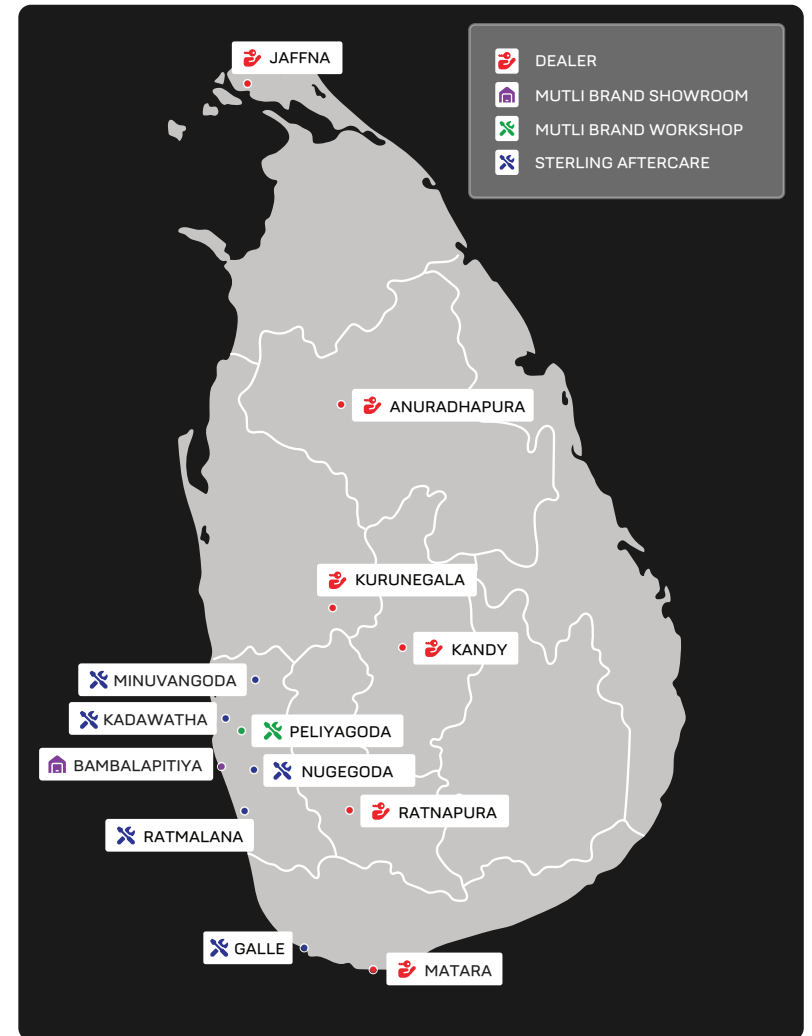 JAFFNA
DEALER
MUTLI BRAND SHOWROOM
MUTLI BRAND WORKSHOP
STERLING AFTERCARE
ANURADHAPURA
KURUNEGALA
KANDY
MINUVANGODA
KADAWATHA
PELIYAGODA
BAMBALAPITIYA
NUGEGODA
RATNAPURA
RATMALANA
GALLE
MATARA